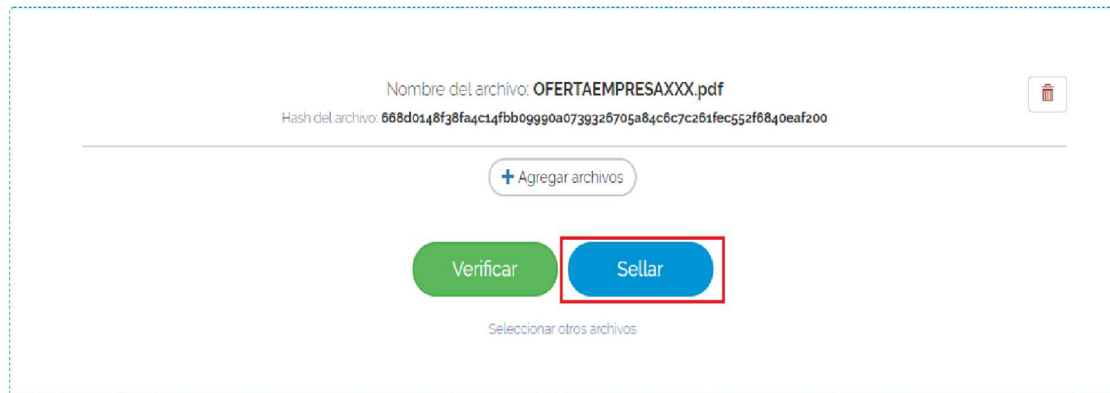 Nombre del archivo: OFERTAEMPRESAXXX.pdf
Hash del archivo: 668d0148f38fa4c14fbb09990a0739326705a84c6c7c261fec552f6840eaf200
+ Agregar archivos
Verificar
Sellar
Seleccionar otros archivos